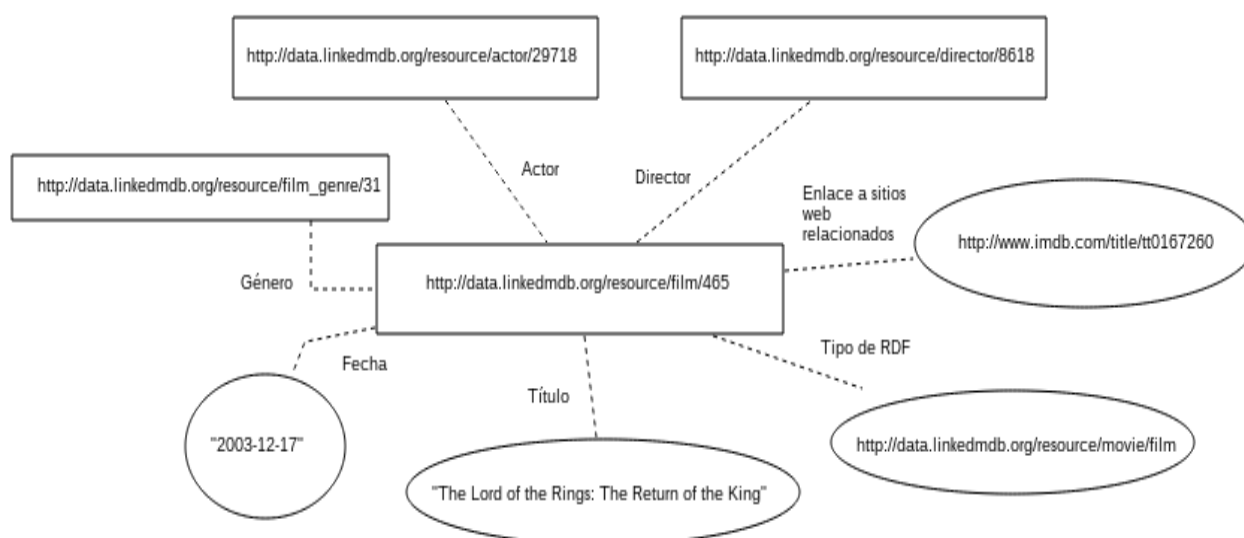 http://data.linkedmdb.org/resource/actor/29718
http://data.linkedmdb.org/resource/director/8618
Actor
Director
http://data.linkedmdb.org/resource/film_genre/31
Enlace a sitios
web
relacionados
http://www.imdb.com/title/tt0167260
Género
http://data.linkedmdb.org/resource/film/465
Fecha
Tipo de RDF
Título
"2003-12-17"
http://data.linkedmdb.org/resource/movie/film
"The Lord of the Rings: The Return of the King"